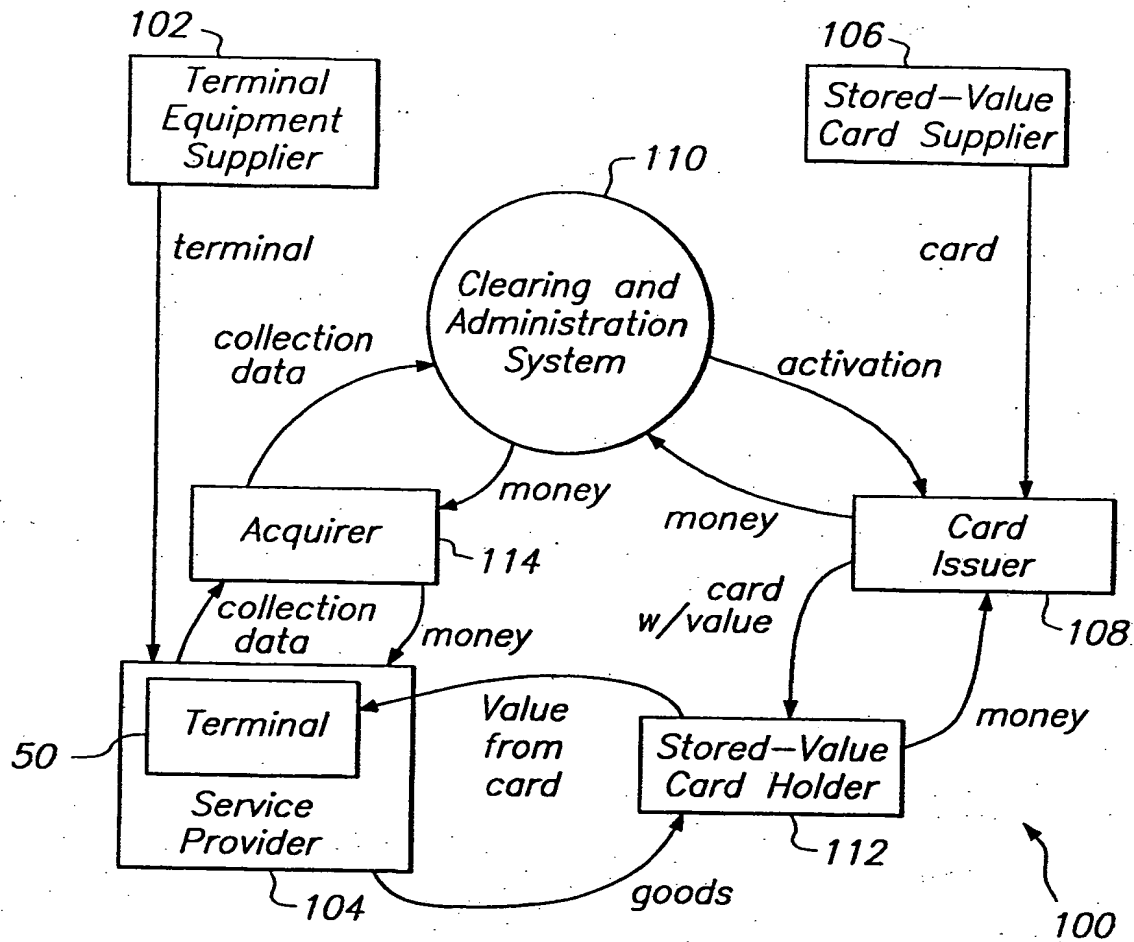 102
Terminal
Equipment
Supplier
106
Stored-Value
Card Supplier
110
terminal
card
Clearing and
Administration
System
collection
data
activation
money
money
Acquirer
114
Card
Issuer
108
card
w/value
collection
data
money
money
Terminal
50
Service
Provider
104
Value
from
card
Stored-Value
Card Holder
112
goods
100